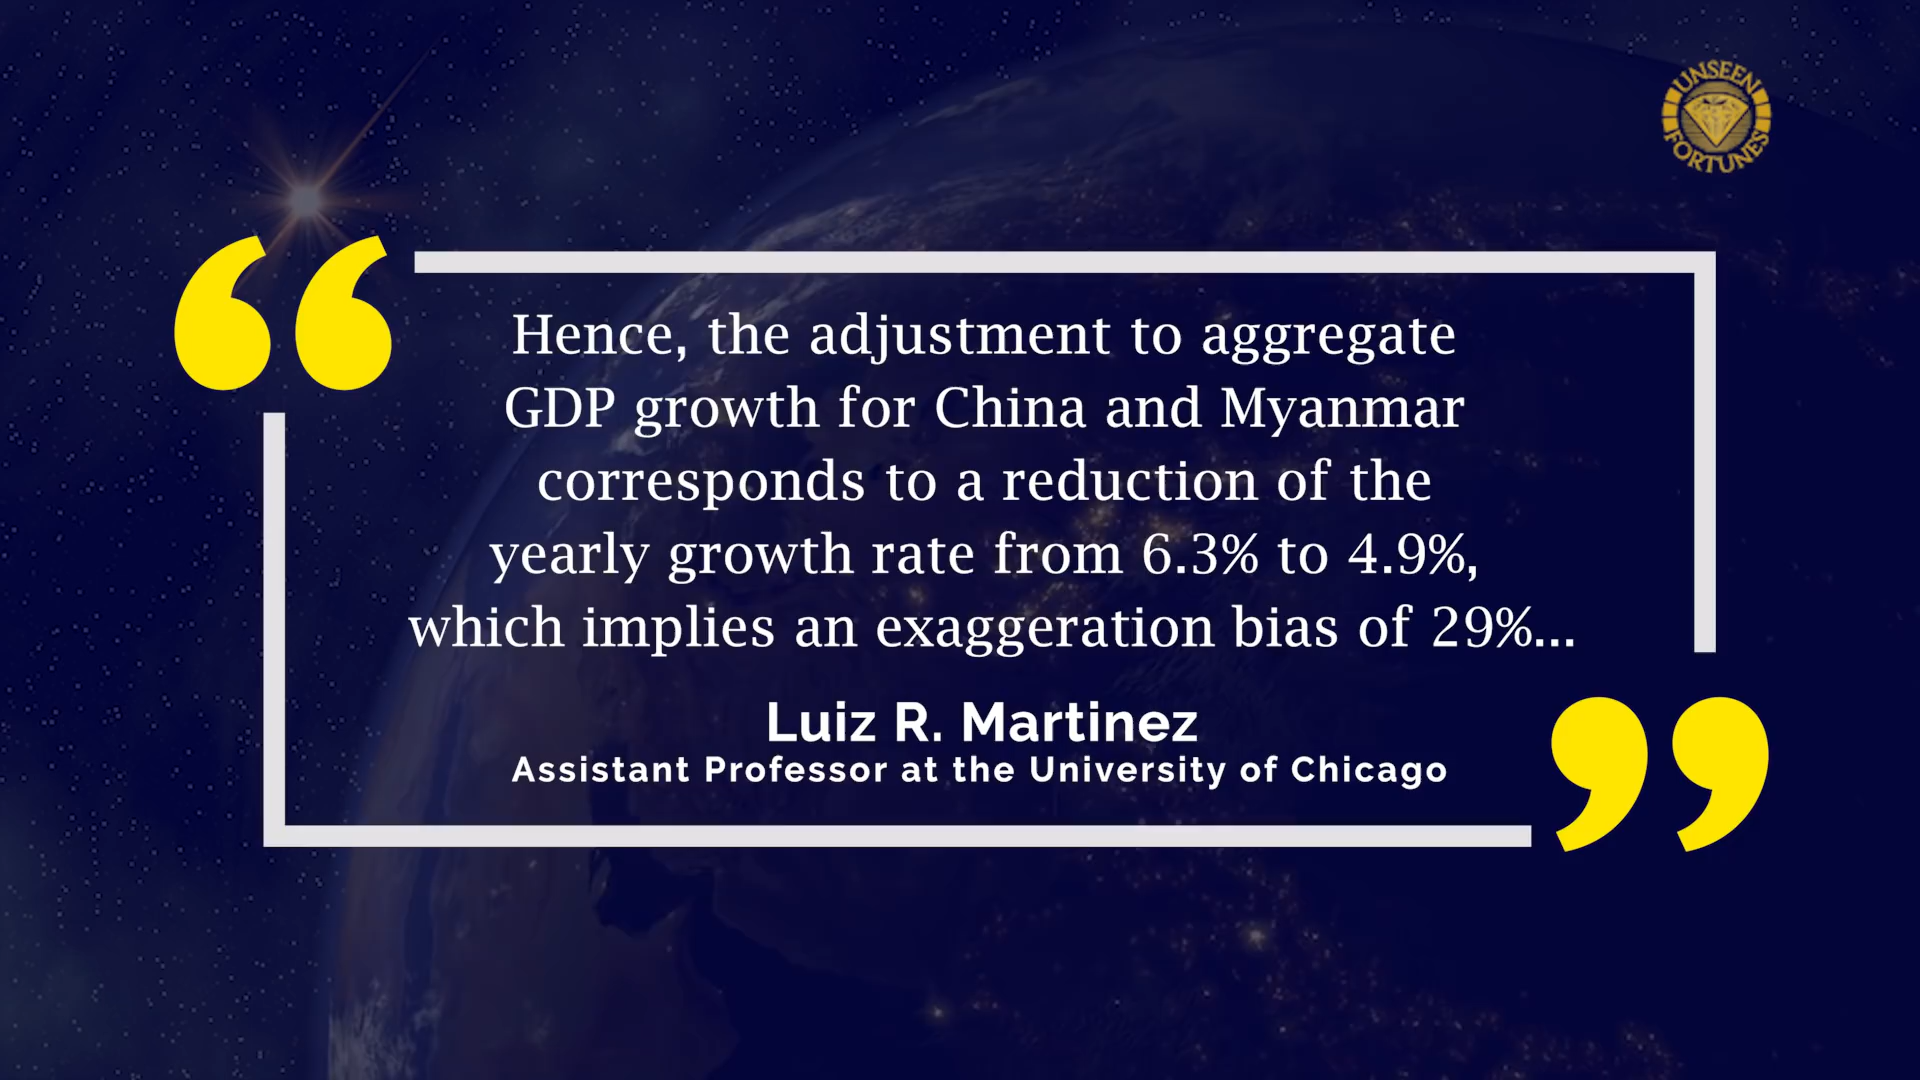 UNSEEN
FORTUNES
“
Hence, the adjustment to aggregate
GDP growth for China and Myanmar
corresponds to a reduction of the
yearly growth rate from 6.3% to 4.9%,
which implies an exaggeration bias of 29%...
Luiz R. Martinez
Assistant Professor at the University of Chicago
”